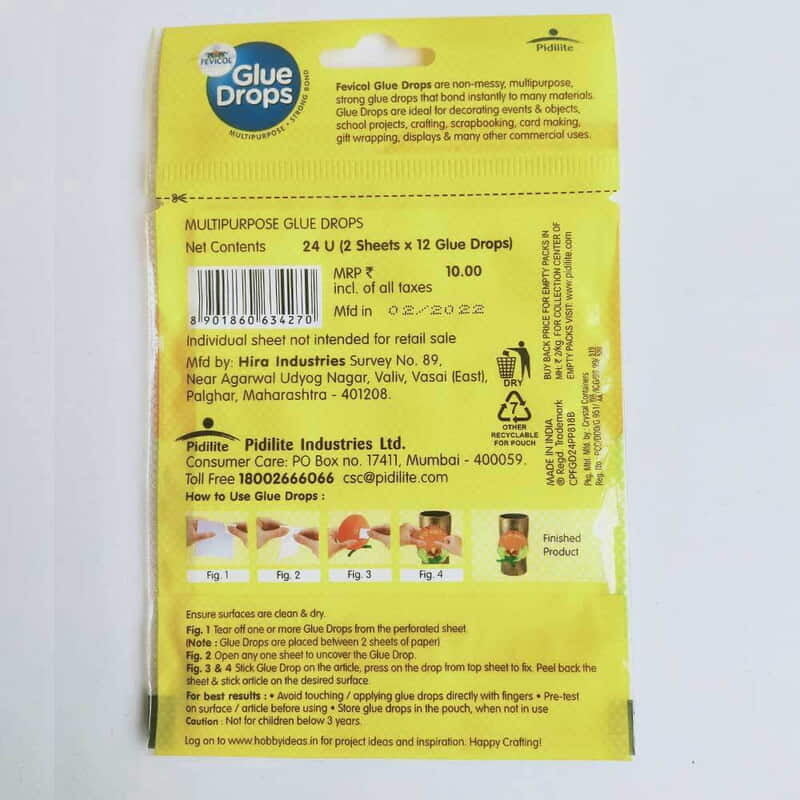 FEVICOL
Glue
Drops
MULTIPURPOSE • STRONG BOND
Pidilite
Fevicol Glue Drops are non-messy, multipurpose,
strong glue drops that bond instantly to many materials.
Glue Drops are ideal for decorating events & objects,
school projects, crafting, scrapbooking, card making,
gift wrapping, displays & many other commercial uses.
MULTIPURPOSE GLUE DROPS
Net Contents 24 U (2 Sheets x 12 Glue Drops)
MRP ₹ 10.00
incl. of all taxes
Mfd in 02/2022
8 901860 634270
Individual sheet not intended for retail sale
Mfd by: Hira Industries Survey No. 89,
Near Agarwal Udyog Nagar, Valiv, Vasai (East),
Palghar, Maharashtra - 401208.
DRY
7
OTHER
RECYCLABLE
FOR POUCH
BUY BACK PRICE FOR EMPTY PACKS IN
MH: ₹ 2/kg. FOR COLLECTION CENTER OF
EMPTY PACKS VISIT: www.pidilite.com
MADE IN INDIA
® Regd. Trademark
CPFGD24PP818B
Pkg. Mtrl. Mfd. by.: Crystal Containers
Reg. No.
Pidilite Pidilite Industries Ltd.
Consumer Care: PO Box no. 17411, Mumbai - 400059.
Toll Free 18002666066 csc@pidilite.com
How to Use Glue Drops :
Fig. 1 Fig. 2 Fig. 3 Fig. 4
Finished
Product
Ensure surfaces are clean & dry.
Fig. 1 Tear off one or more Glue Drops from the perforated sheet
(Note : Glue Drops are placed between 2 sheets of paper)
Fig. 2 Open any one sheet to uncover the Glue Drop.
Fig. 3 & 4 Stick Glue Drop on the article, press on the drop from top sheet to fix. Peel back the
sheet & stick article on the desired surface.
For best results : • Avoid touching / applying glue drops directly with fingers • Pre-test
on surface / article before using • Store glue drops in the pouch, when not in use
Caution : Not for children below 3 years.
Log on to www.hobbyideas.in for project ideas and inspiration. Happy Crafting!